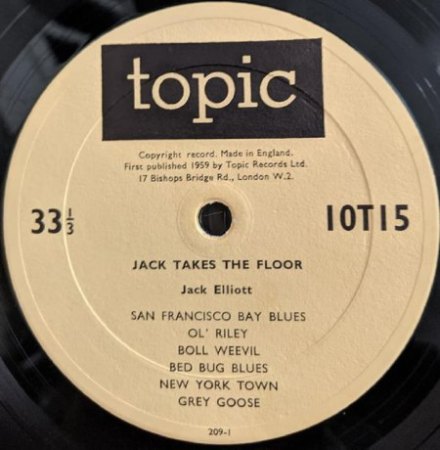 topic
Copyright record. Made in England.
First published 1959 by Topic Records Ltd.
17 Bishops Bridge Rd., London W.2.
33⅓
10T15
JACK TAKES THE FLOOR
Jack Elliott
SAN FRANCISCO BAY BLUES
OL' RILEY
BOLL WEEVIL
BED BUG BLUES
NEW YORK TOWN
GREY GOOSE
209-1